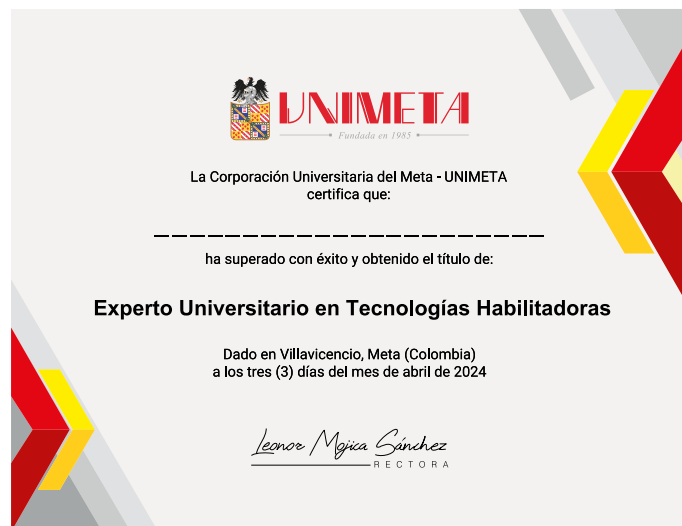 UNIMETA
Fundada en 1985
La Corporación Universitaria del Meta - UNIMETA
certifica que:
ha superado con éxito y obtenido el título de:
Experto Universitario en Tecnologías Habilitadoras
Dado en Villavicencio, Meta (Colombia)
a los tres (3) días del mes de abril de 2024
Leonor Mojica Sánchez
RECTORA